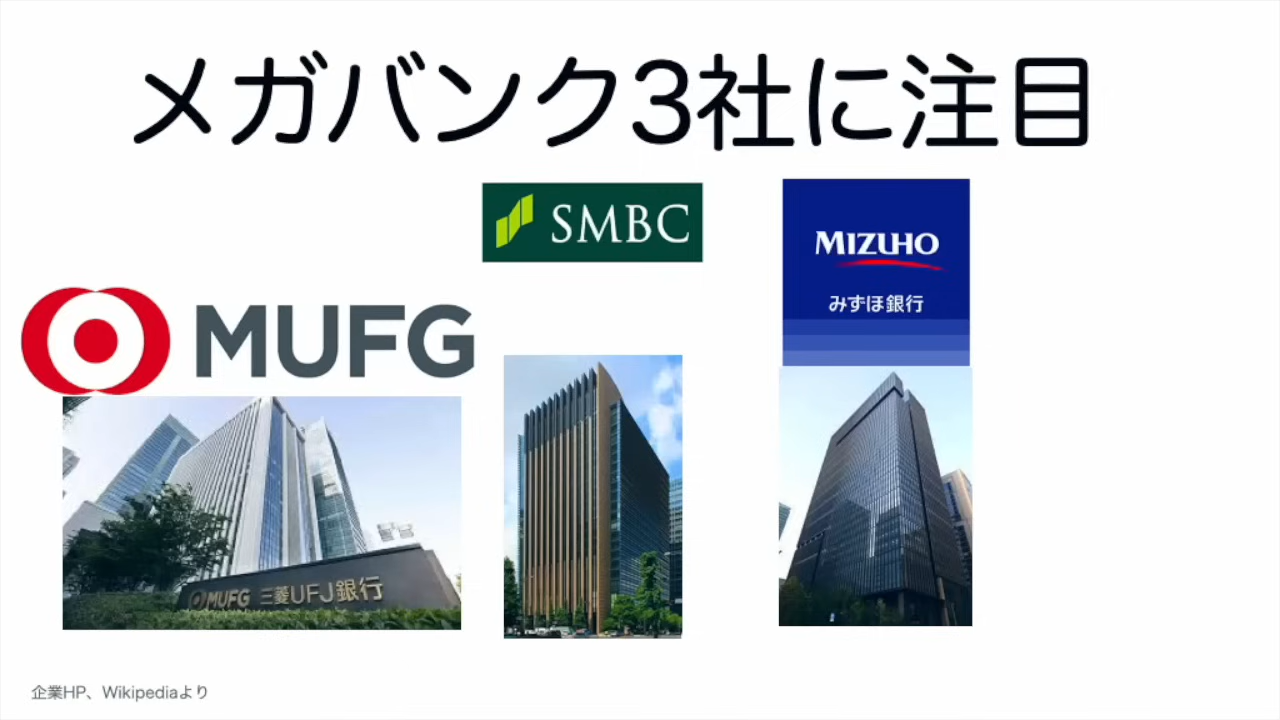 メガバンク3社に注目
SMBC
MIZUHO
みずほ銀行
MUFG
MUFG 三菱UFJ銀行
企業HP、Wikipediaより